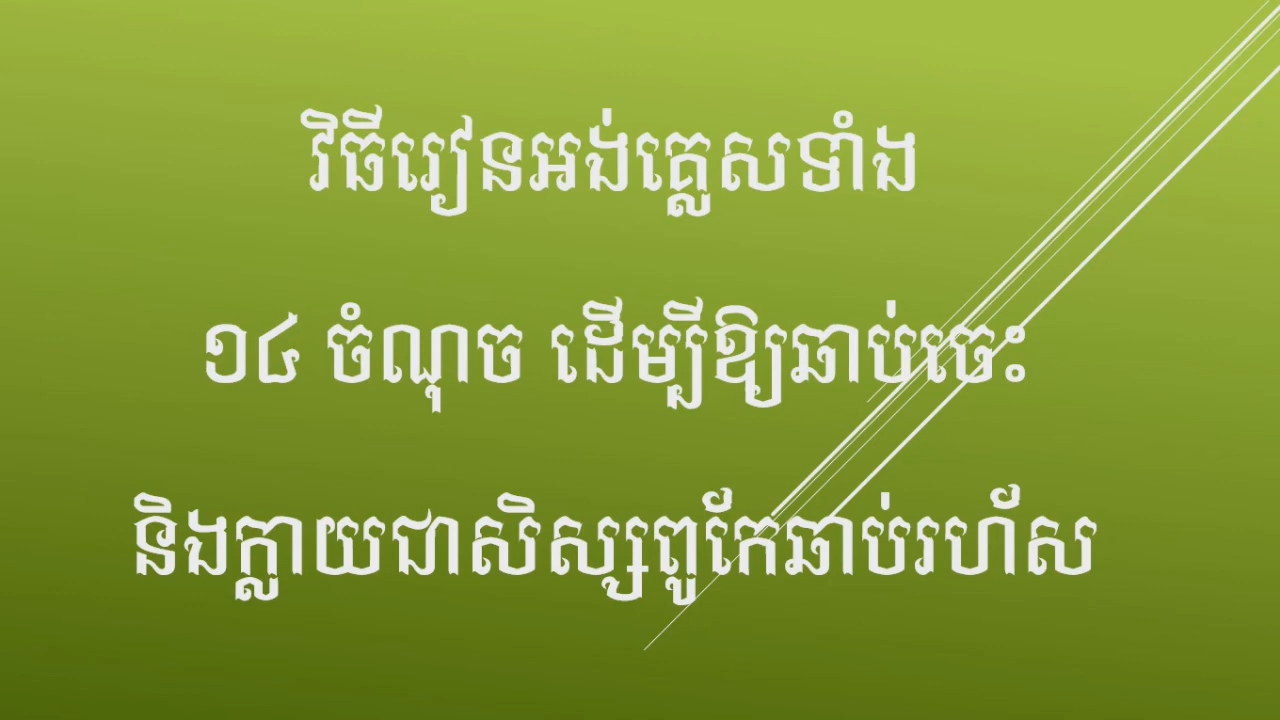 វិធីរៀនអង់គ្លេសទាំង
១៤ ចំណុច ដើម្បីឱ្យឆាប់ចេះ
និងក្លាយជាសិស្សពូកែឆាប់រហ័ស